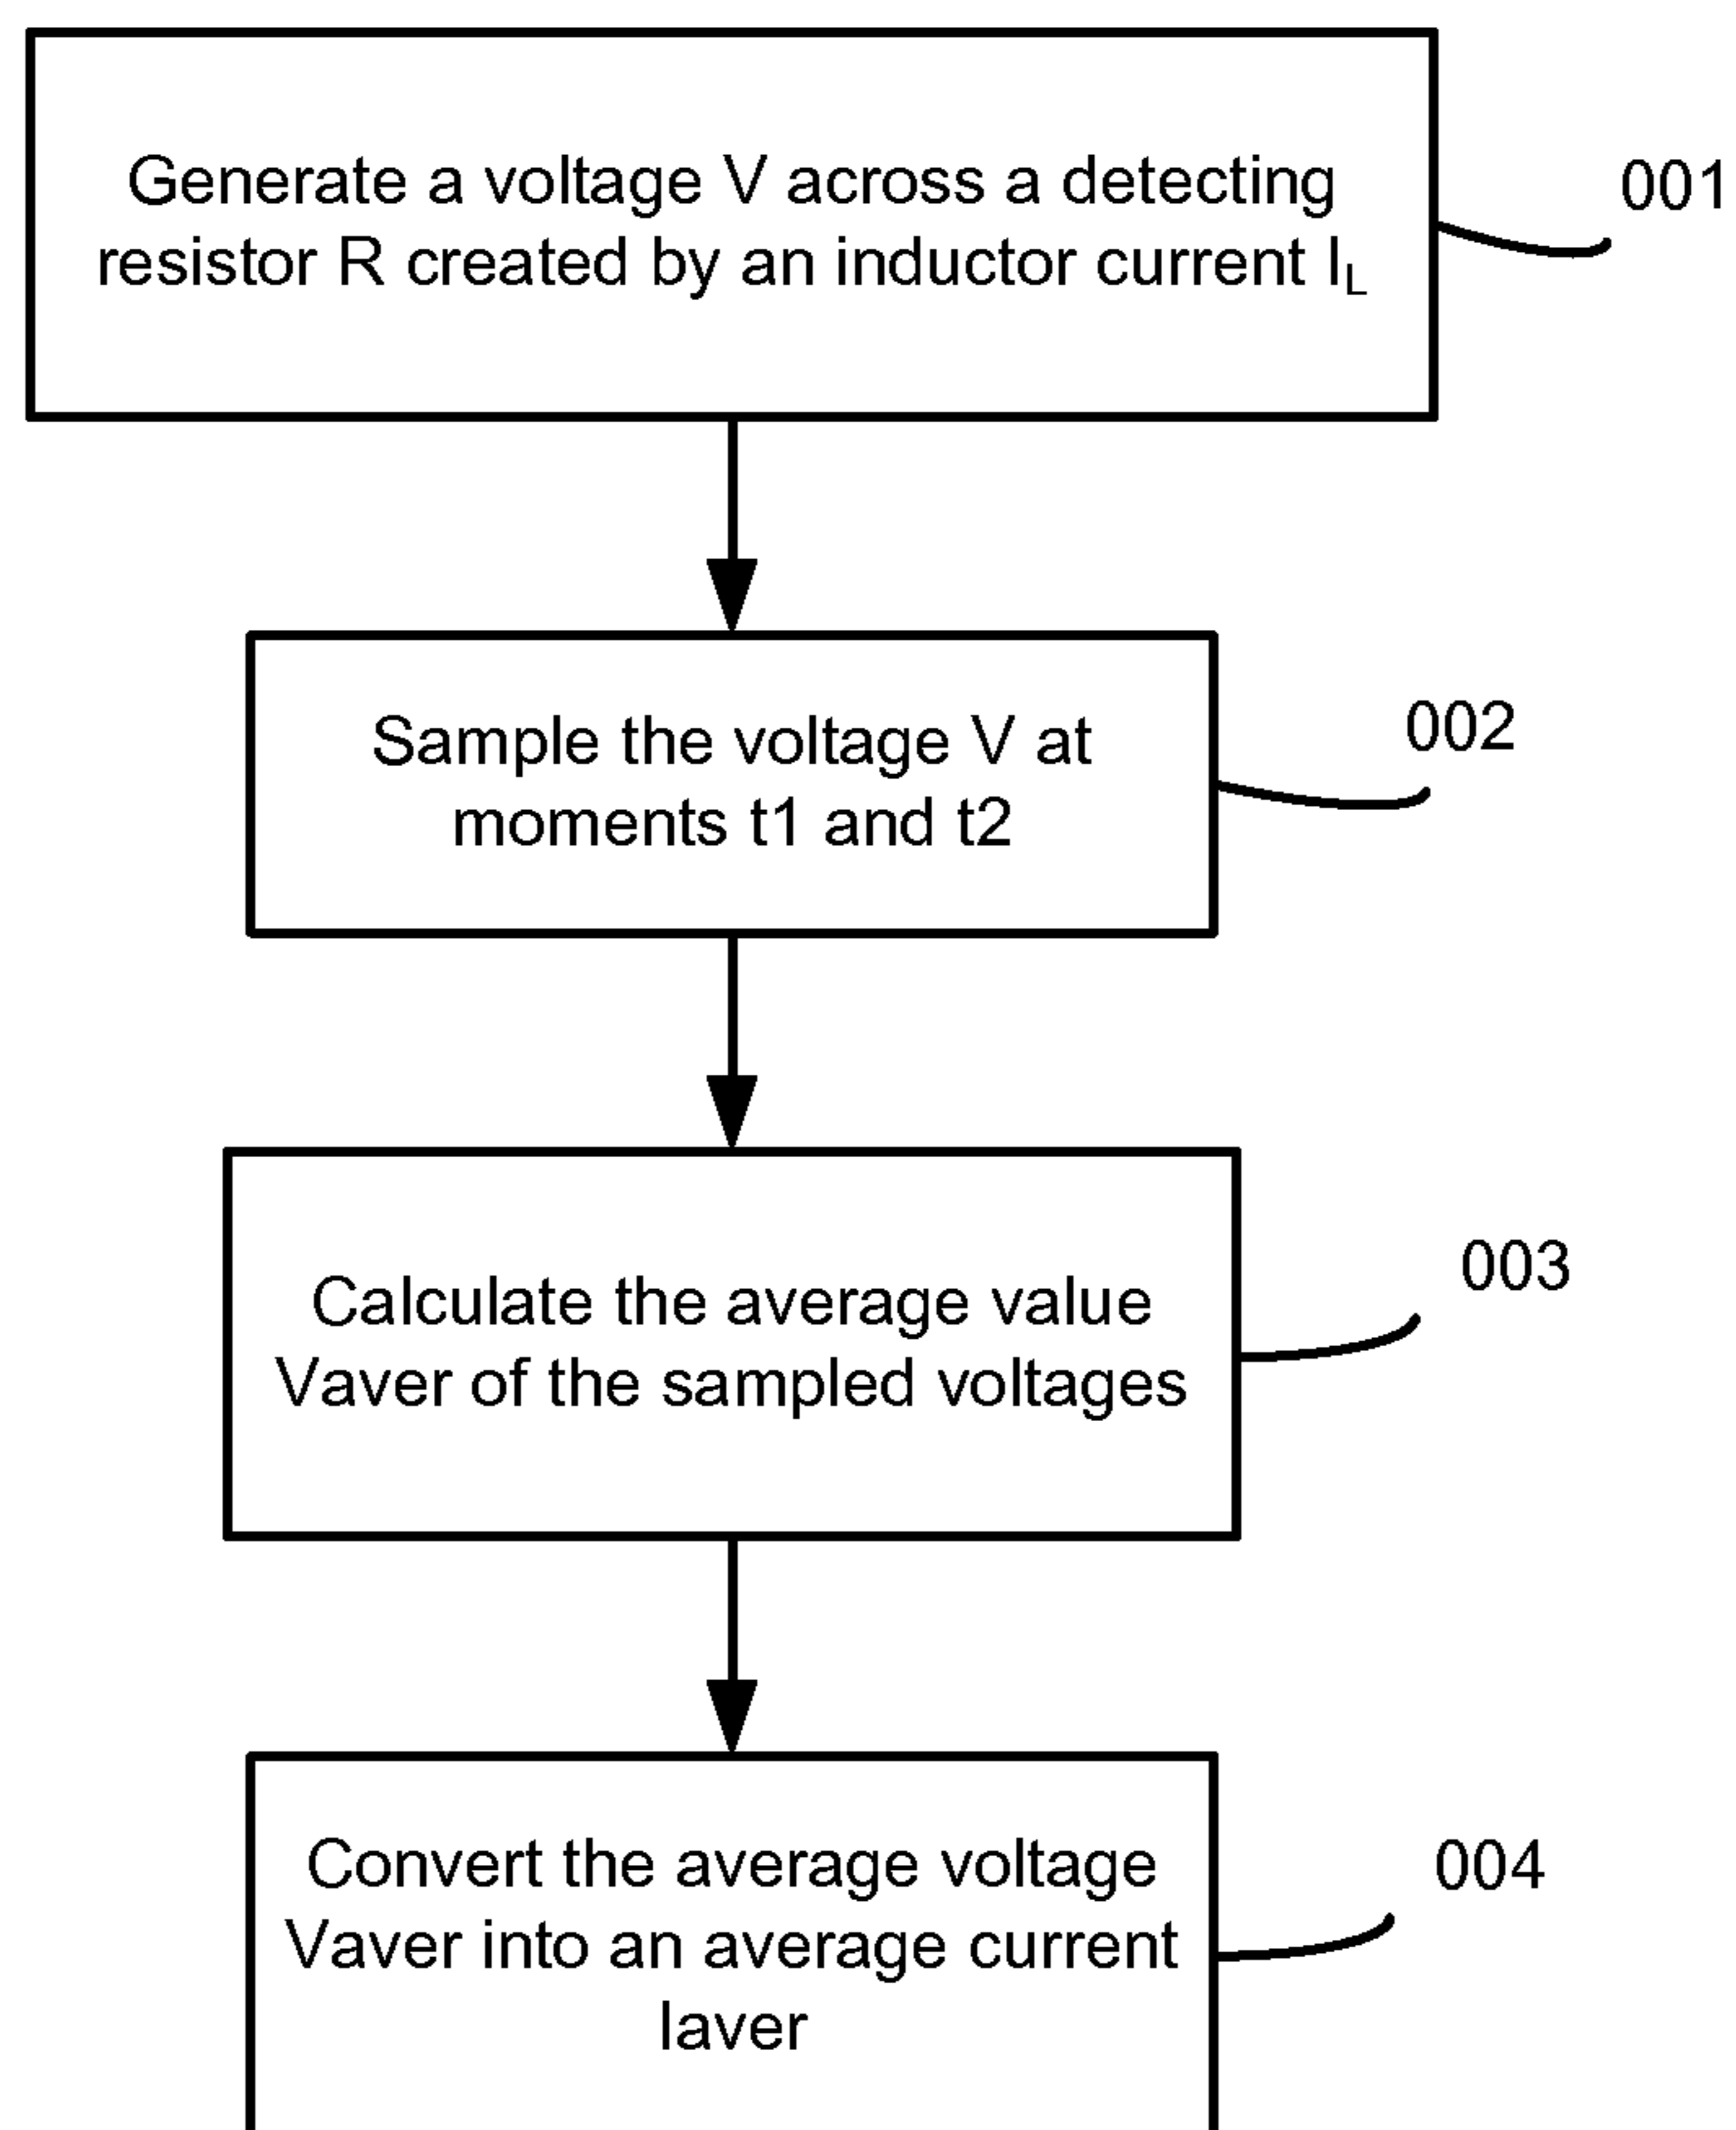 Generate a voltage V across a detecting
resistor R created by an inductor current I_L
001
Sample the voltage V at
moments t1 and t2
002
Calculate the average value
Vaver of the sampled voltages
003
Convert the average voltage
Vaver into an average current
Iaver
004